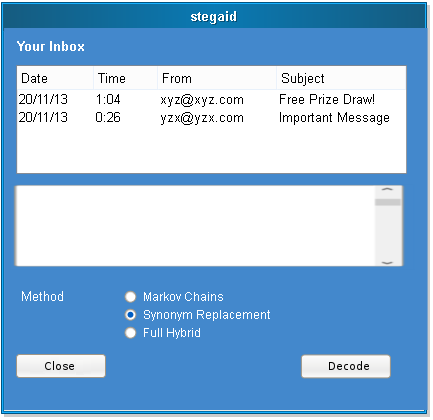 stegaid
Your Inbox
Date Time From Subject
20/11/13 1:04 xyz@xyz.com Free Prize Draw!
20/11/13 0:26 yzx@yzx.com Important Message
Method Markov Chains
Synonym Replacement
Full Hybrid
Close Decode